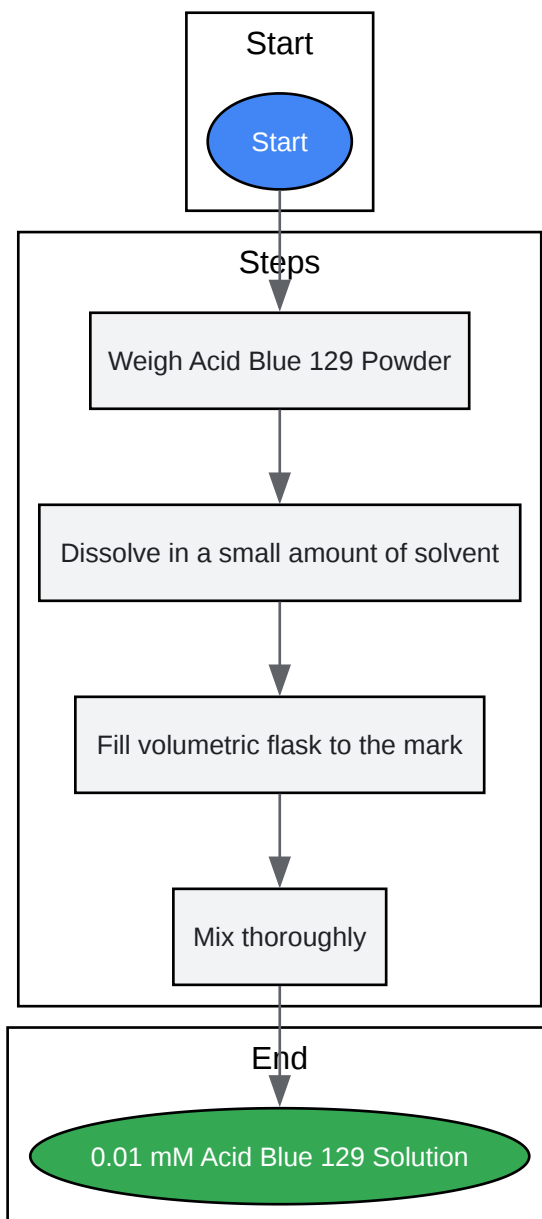 Start
Start
Steps
Weigh Acid Blue 129 Powder
Dissolve in a small amount of solvent
Fill volumetric flask to the mark
Mix thoroughly
End
0.01 mM Acid Blue 129 Solution